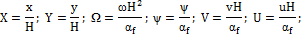 X = x/H; Y = y/H; Ω = ωH²/α_f; ψ = ψ/α_f; V = vH/α_f; U = uH/α_f;